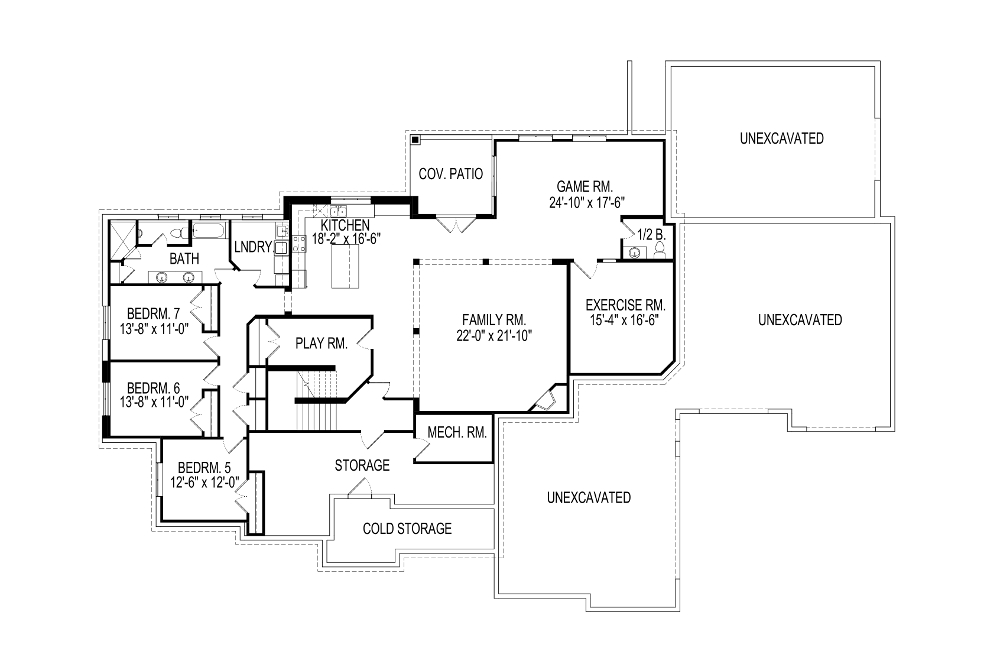 UNEXCAVATED
COV. PATIO
GAME RM.
24'-10" x 17'-6"
KITCHEN
18'-2" x 16'-6"
1/2 B.
LNDRY.
BATH
BEDRM. 7
13'-8" x 11'-0"
EXERCISE RM.
15'-4" x 16'-6"
FAMILY RM.
22'-0" x 21'-10"
UNEXCAVATED
PLAY RM.
BEDRM. 6
13'-8" x 11'-0"
MECH. RM.
BEDRM. 5
12'-6" x 12'-0"
STORAGE
UNEXCAVATED
COLD STORAGE